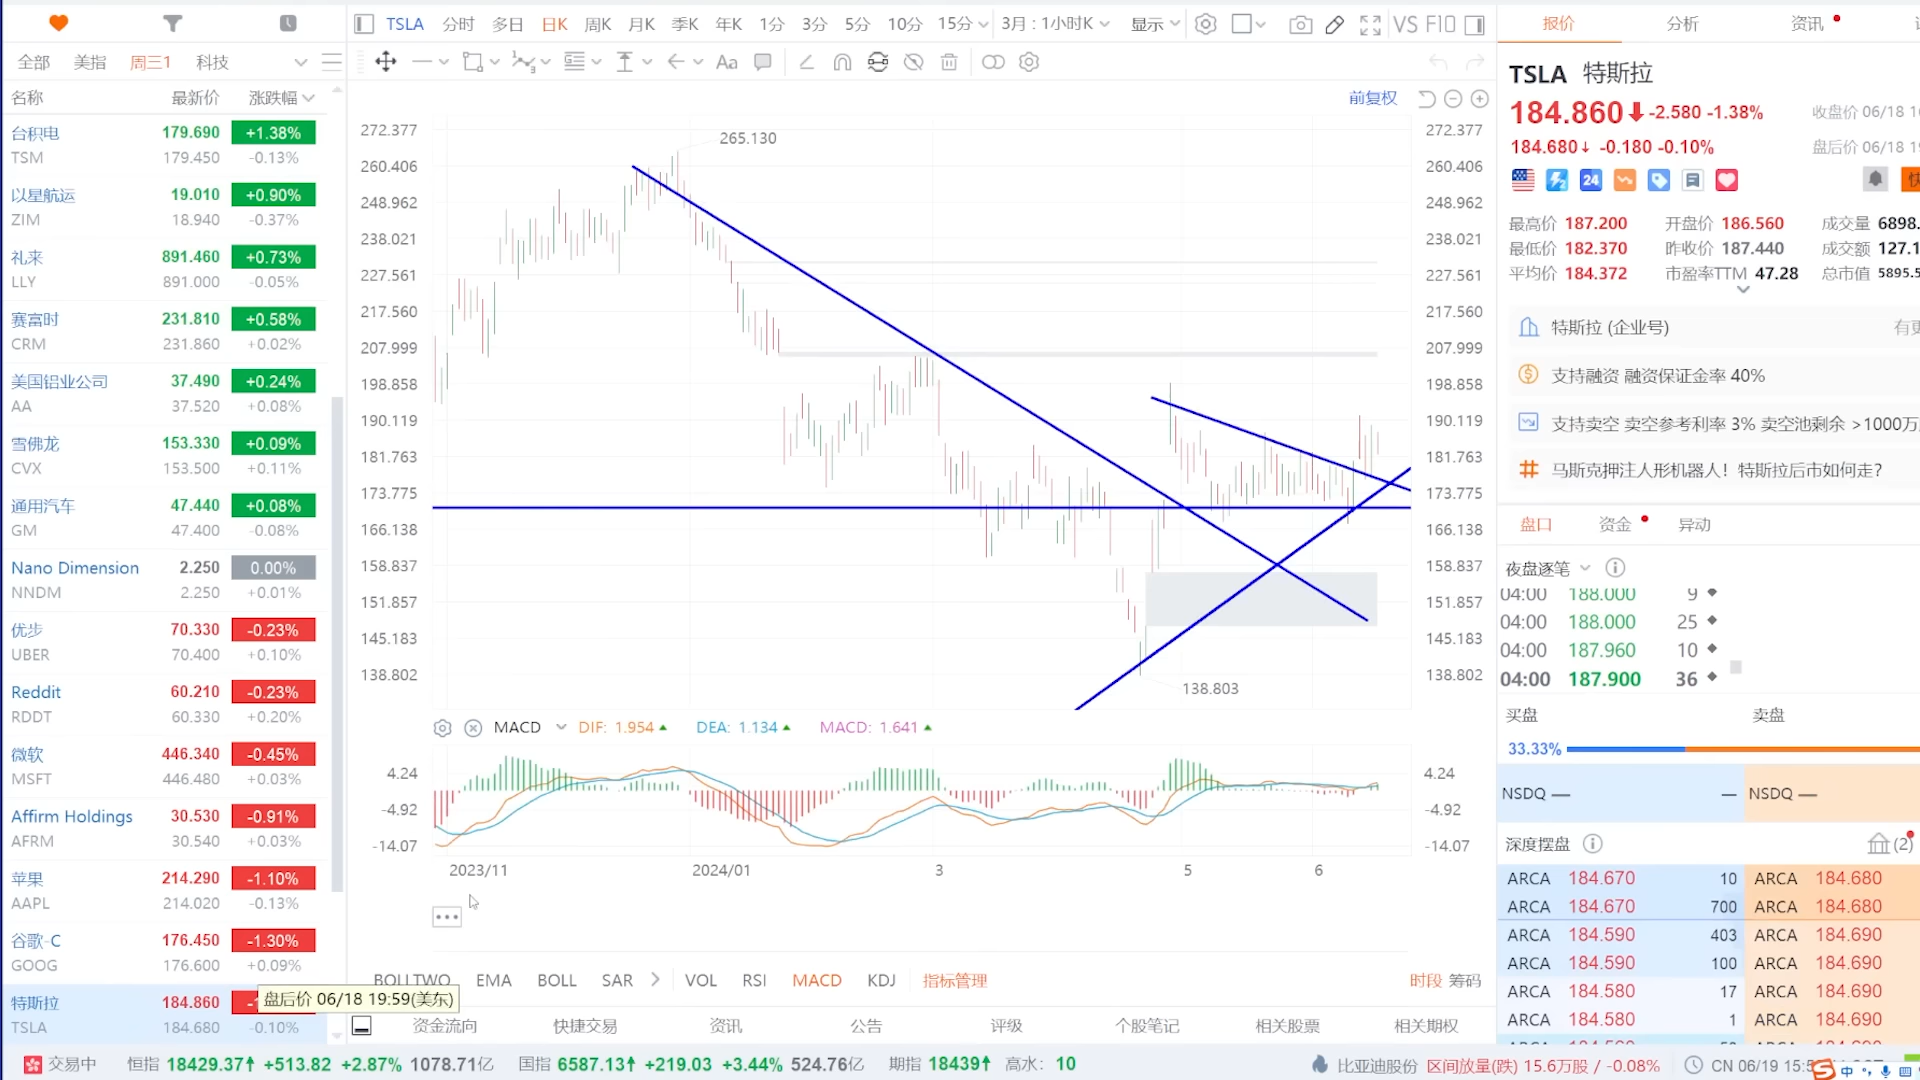 TSLA 分时 多日 日K 周K 月K 季K 年K 1分 3分 5分 10分 15分 3月 : 1小时K 显示 VS F10 报价 分析 资讯
全部 美指 周三1 科技
Aa
名称 最新价 涨跌幅
台积电 179.690 +1.38%
TSM 179.450 -0.13%
以星航运 19.010 +0.90%
ZIM 18.940 -0.37%
礼来 891.460 +0.73%
LLY 891.000 -0.05%
赛富时 231.810 +0.58%
CRM 231.860 +0.02%
美国铝业公司 37.490 +0.24%
AA 37.520 +0.08%
雪佛龙 153.330 +0.09%
CVX 153.500 +0.11%
通用汽车 47.440 +0.08%
GM 47.400 -0.08%
Nano Dimension 2.250 0.00%
NNDM 2.250 +0.01%
优步 70.330 -0.23%
UBER 70.400 +0.10%
Reddit 60.210 -0.23%
RDDT 60.330 +0.20%
微软 446.340 -0.45%
MSFT 446.480 +0.03%
Affirm Holdings 30.530 -0.91%
AFRM 30.540 +0.03%
苹果 214.290 -1.10%
AAPL 214.020 -0.13%
谷歌-C 176.450 -1.30%
GOOG 176.600 +0.09%
特斯拉 184.860
TSLA 184.680 -0.10%
盘后价 06/18 19:59(美东)
前复权
272.377 272.377
265.130
260.406 260.406
248.962 248.962
238.021 238.021
227.561 227.561
217.560 217.560
207.999 207.999
198.858 198.858
190.119 190.119
181.763 181.763
173.775 173.775
166.138 166.138
158.837 158.837
151.857 151.857
145.183 145.183
138.802 138.802
138.803
MACD DIF: 1.954 DEA: 1.134 MACD: 1.641
4.24 4.24
-4.92 -4.92
-14.07 -14.07
2023/11 2024/01 3 5 6
BOLLTWO EMA BOLL SAR VOL RSI MACD KDJ 指标管理 时段 筹码
资金流向 快捷交易 资讯 公告 评级 个股笔记 相关股票 相关期权
TSLA 特斯拉
184.860 -2.580 -1.38% 收盘价 06/18
184.680↓ -0.180 -0.10% 盘后价 06/18
24
最高价 187.200 开盘价 186.560 成交量 6898.
最低价 182.370 昨收价 187.440 成交额 127.1
平均价 184.372 市盈率TTM 47.28 总市值 5895.5
特斯拉 (企业号)
支持融资 融资保证金率 40%
支持卖空 卖空参考利率 3% 卖空池剩余 >1000万
马斯克押注人形机器人！特斯拉后市如何走?
盘口 资金 异动
夜盘逐笔
04:00 188.000 9
04:00 188.000 25
04:00 187.960 10
04:00 187.900 36
买盘 卖盘
33.33%
NSDQ — — NSDQ —
深度摆盘 (2)
ARCA 184.670 10 ARCA 184.680
ARCA 184.670 700 ARCA 184.680
ARCA 184.590 403 ARCA 184.690
ARCA 184.590 100 ARCA 184.690
ARCA 184.580 17 ARCA 184.690
ARCA 184.580 1 ARCA 184.690
交易中 恒指 18429.37↑ +513.82 +2.87% 1078.71亿 国指 6587.13↑ +219.03 +3.44% 524.76亿 期指 18439↑ 高水： 10 比亚迪股份 区间放量(跌) 15.6万股 / -0.08% CN 06/19 中